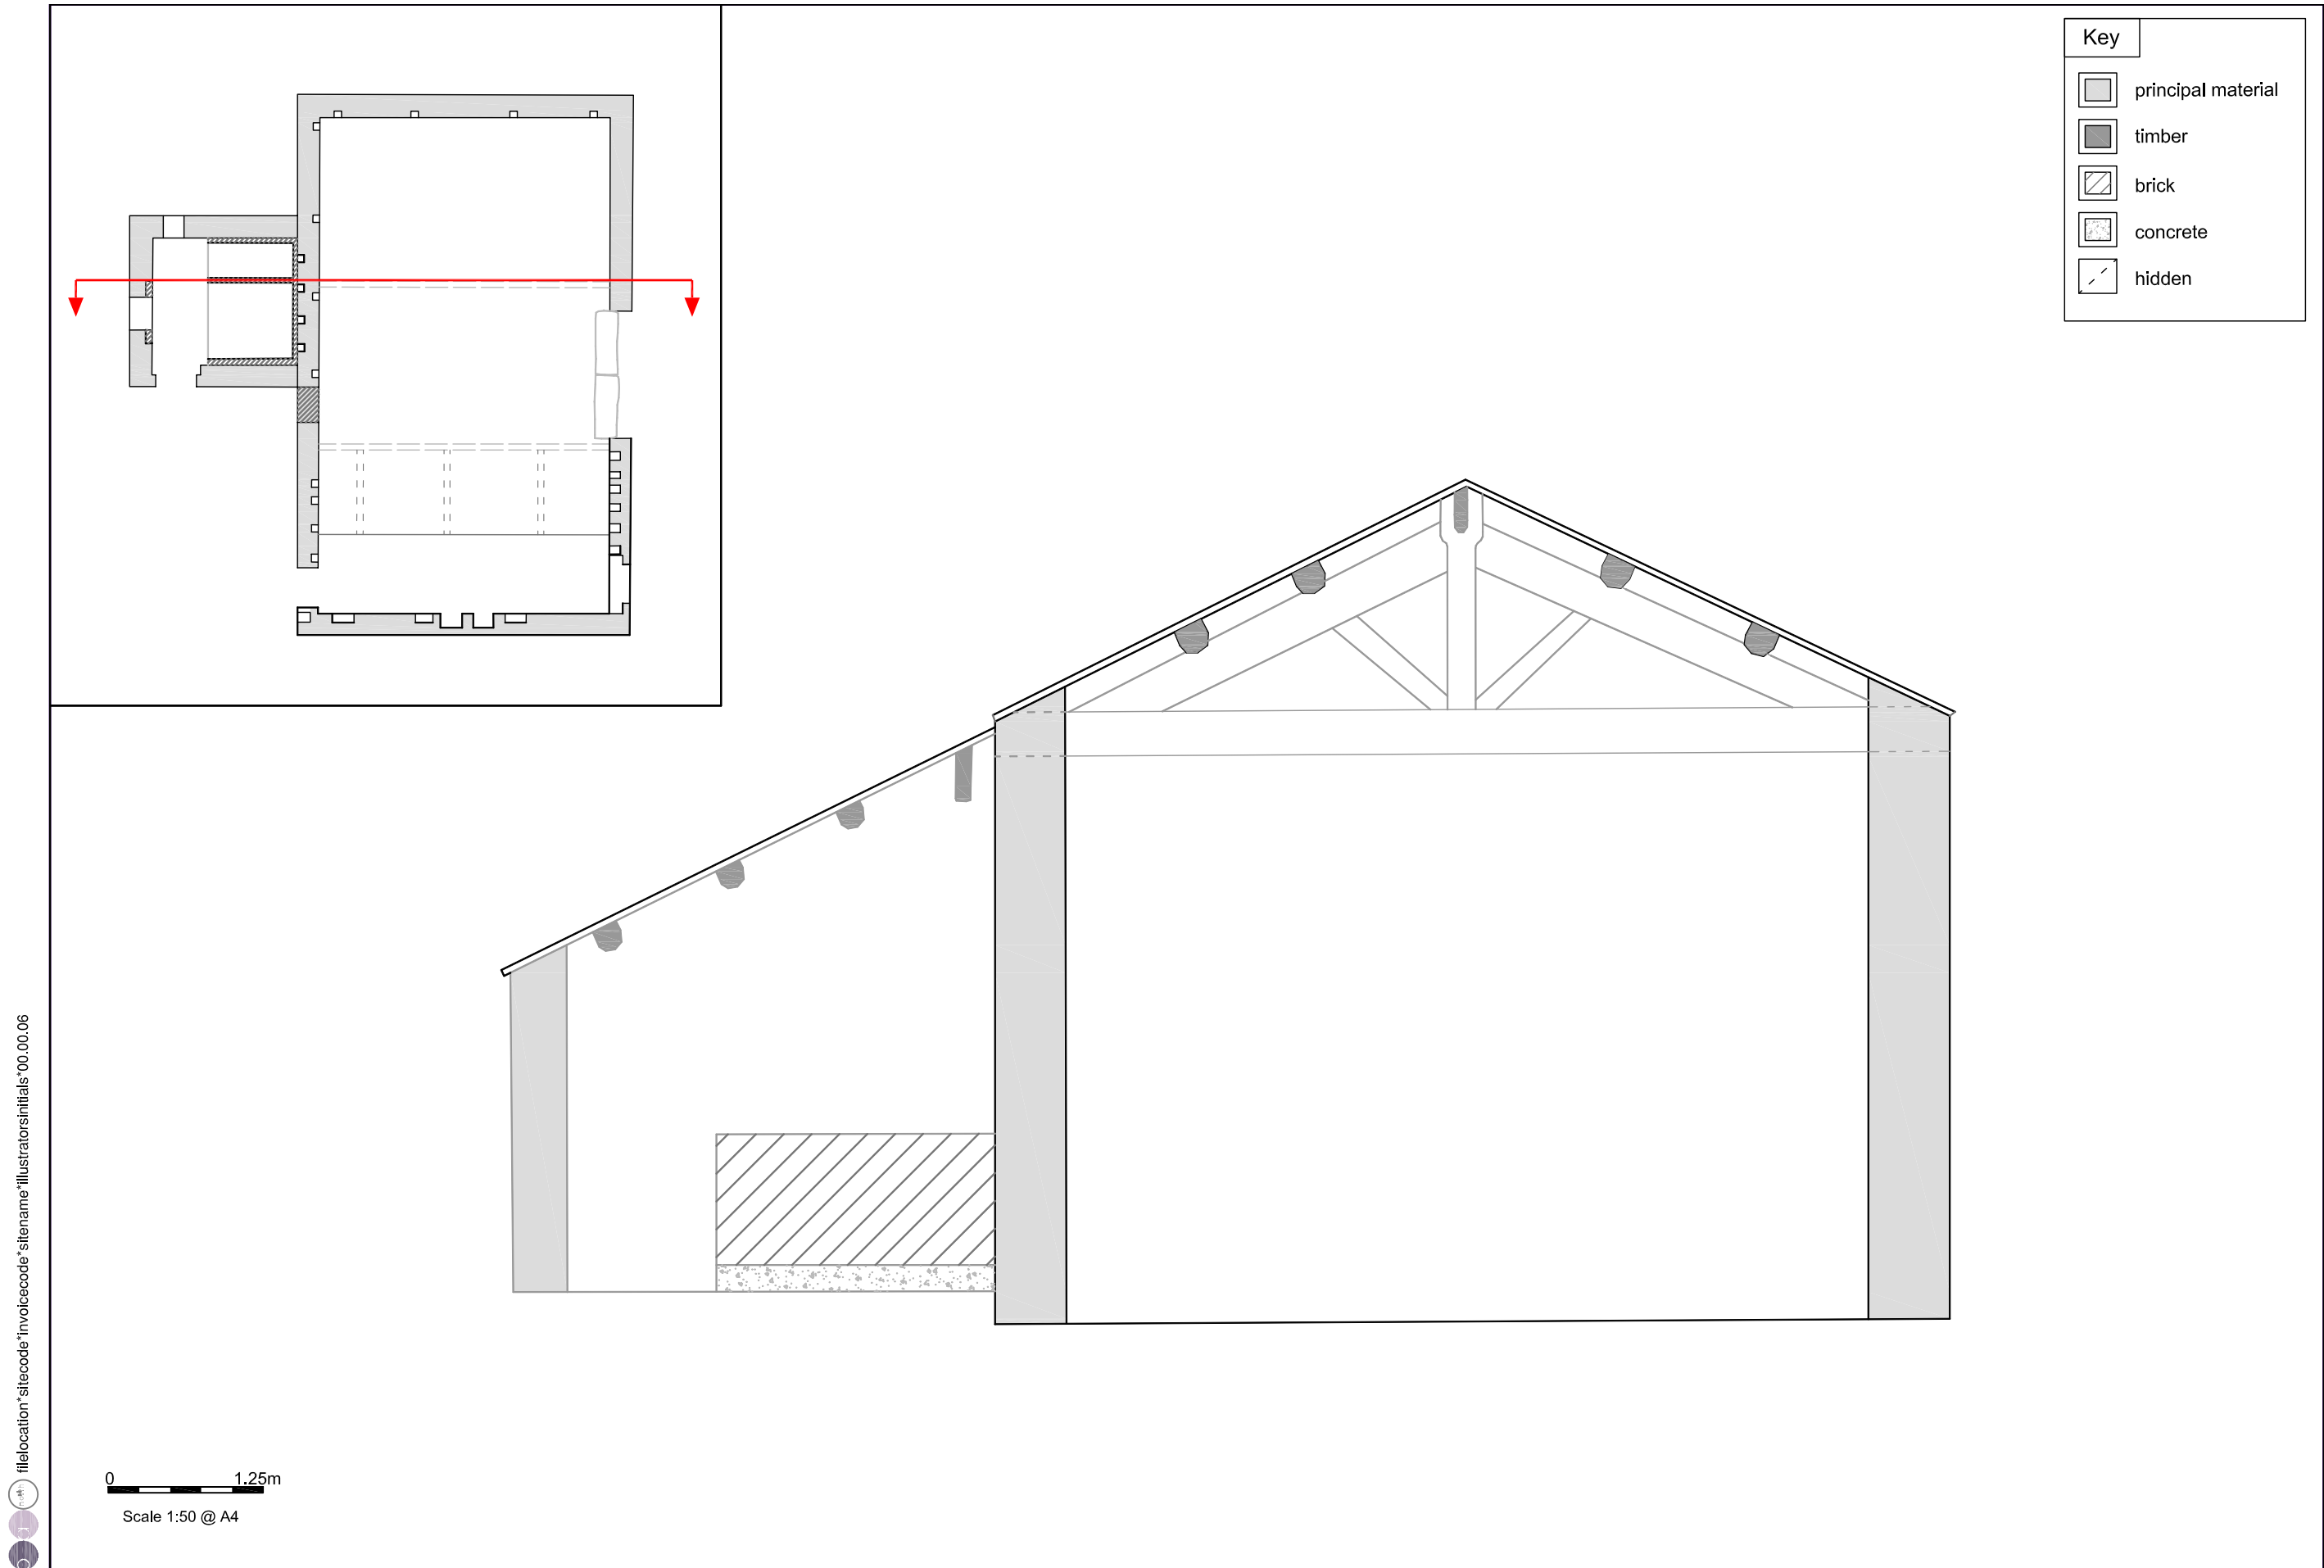 Key
principal material
timber
brick
concrete
hidden
filelocation*sitecode*invoicecode*sitename*illustratorsinitials*00.00.06
0 1.25m
Scale 1:50 @ A4